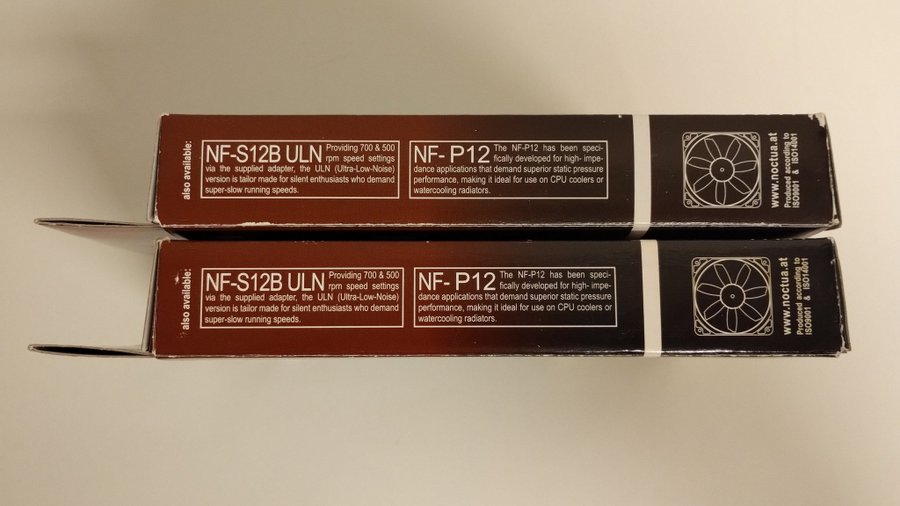 also available:
NF-S12B ULN Providing 700 & 500
rpm speed settings
via the supplied adapter, the ULN (Ultra-Low-Noise)
version is tailor made for silent enthusiasts who demand
super-slow running speeds.
NF- P12 The NF-P12 has been speci-
fically developed for high- impe-
dance applications that demand superior static pressure
performance, making it ideal for use on CPU coolers or
watercooling radiators.
www.noctua.at
Produced according to
ISO9001 & ISO14001
also available:
NF-S12B ULN Providing 700 & 500
rpm speed settings
via the supplied adapter, the ULN (Ultra-Low-Noise)
version is tailor made for silent enthusiasts who demand
super-slow running speeds.
NF- P12 The NF-P12 has been speci-
fically developed for high- impe-
dance applications that demand superior static pressure
performance, making it ideal for use on CPU coolers or
watercooling radiators.
www.noctua.at
Produced according to
ISO9001 & ISO14001